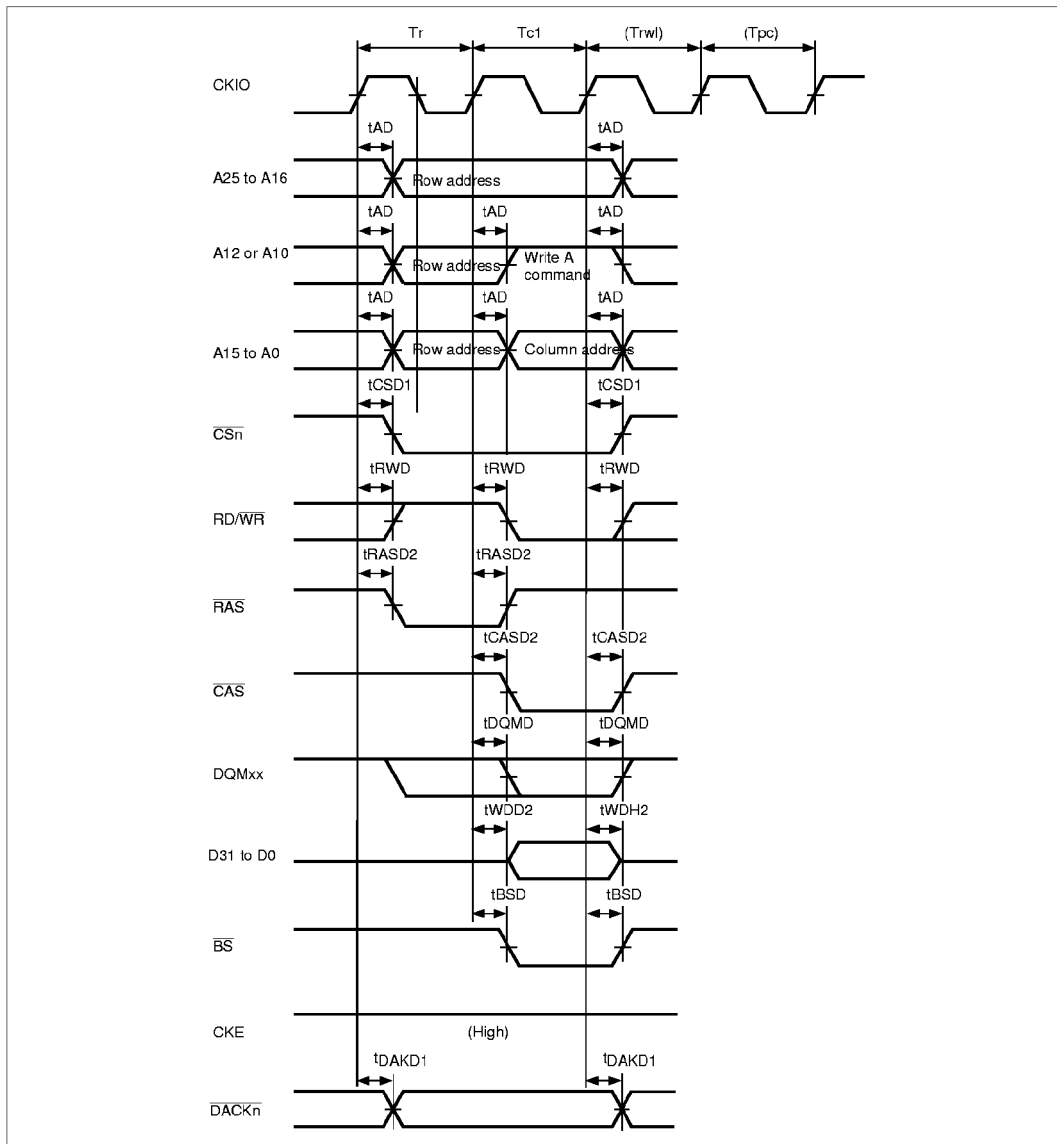 Tr Tc1 (Trwl) (Tpc)
CKIO
tAD tAD
A25 to A16 Row address
tAD tAD tAD
A12 or A10 Row address Write A
command
tAD tAD tAD
A15 to A0 Row address Column address
tCSD1 tCSD1
CSn
tRWD tRWD tRWD
RD/WR
tRASD2 tRASD2
RAS
tCASD2 tCASD2
CAS
tDQMD tDQMD
DQMxx
tWDD2 tWDH2
D31 to D0
tBSD tBSD
BS
CKE (High)
tDAKD1 tDAKD1
DACKn